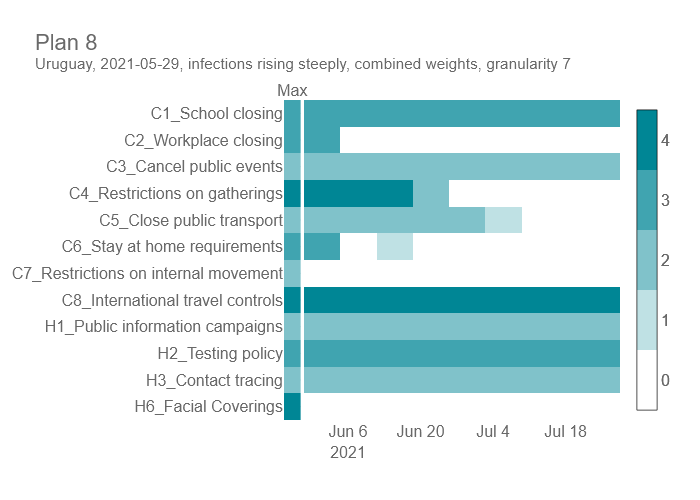 Plan 8
Uruguay, 2021-05-29, infections rising steeply, combined weights, granularity 7
Max
C1_School closing
C2_Workplace closing
C3_Cancel public events
C4_Restrictions on gatherings
C5_Close public transport
C6_Stay at home requirements
C7_Restrictions on internal movement
C8_International travel controls
H1_Public information campaigns
H2_Testing policy
H3_Contact tracing
H6_Facial Coverings
4
3
2
1
0
Jun 6 Jun 20 Jul 4 Jul 18
2021